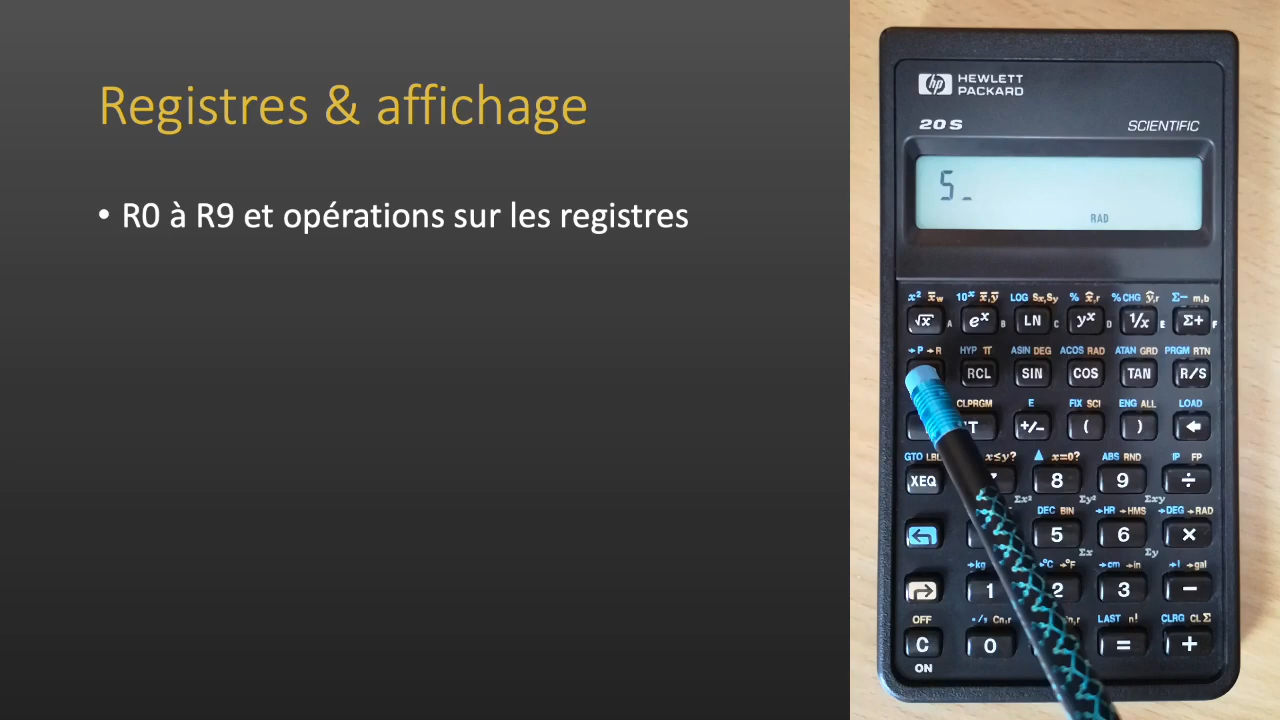 Registres & affichage
• R0 à R9 et opérations sur les registres
hp HEWLETT
PACKARD
20S SCIENTIFIC
5_
RAD
x² x̅w 10ˣ x̅,y̅ LOG Sx,Sy % x̂,r %CHG ŷ,r Σ− m,b
√x A eˣ B LN C yˣ D 1/x E Σ+ F
→P →R HYP π ASIN DEG ACOS RAD ATAN GRD PRGM RTN
RCL SIN COS TAN R/S
CLPRGM E FIX SCI ENG ALL LOAD
+/− ( ) ←
GTO LBL x≤y? ▲ x=0? ABS RND IP FP
XEQ 8 9 ÷
Σx² Σy² Σxy
DEC BIN →HR →HMS →DEG →RAD
5 6 ×
Σx Σy
→kg →°C →°F →cm →in →l →gal
1 2 3 −
OFF Cn,r LAST n! CLRG CLΣ
C 0 = +
ON